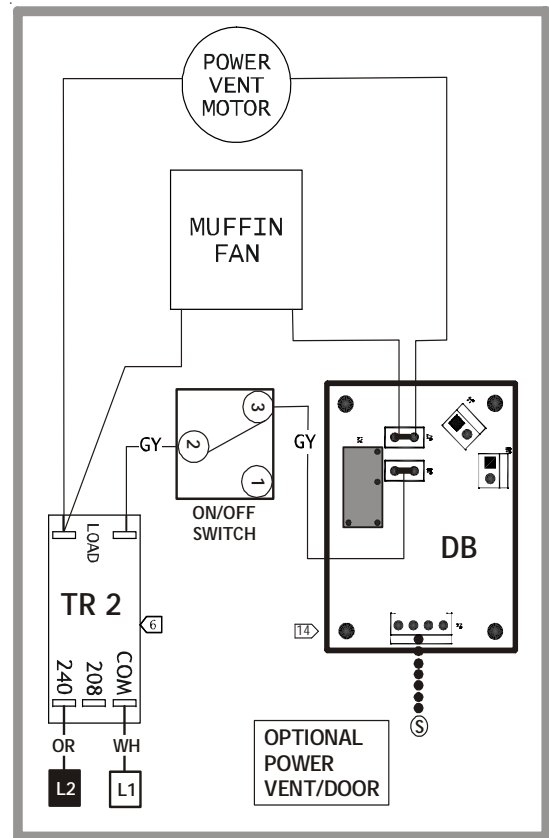 POWER
VENT
MOTOR
MUFFIN
FAN
3
GY
2
GY
1
ON/OFF
SWITCH
DB
LOAD
TR 2
6
14
240
208
COM
OR
WH
L2
L1
S
OPTIONAL
POWER
VENT/DOOR